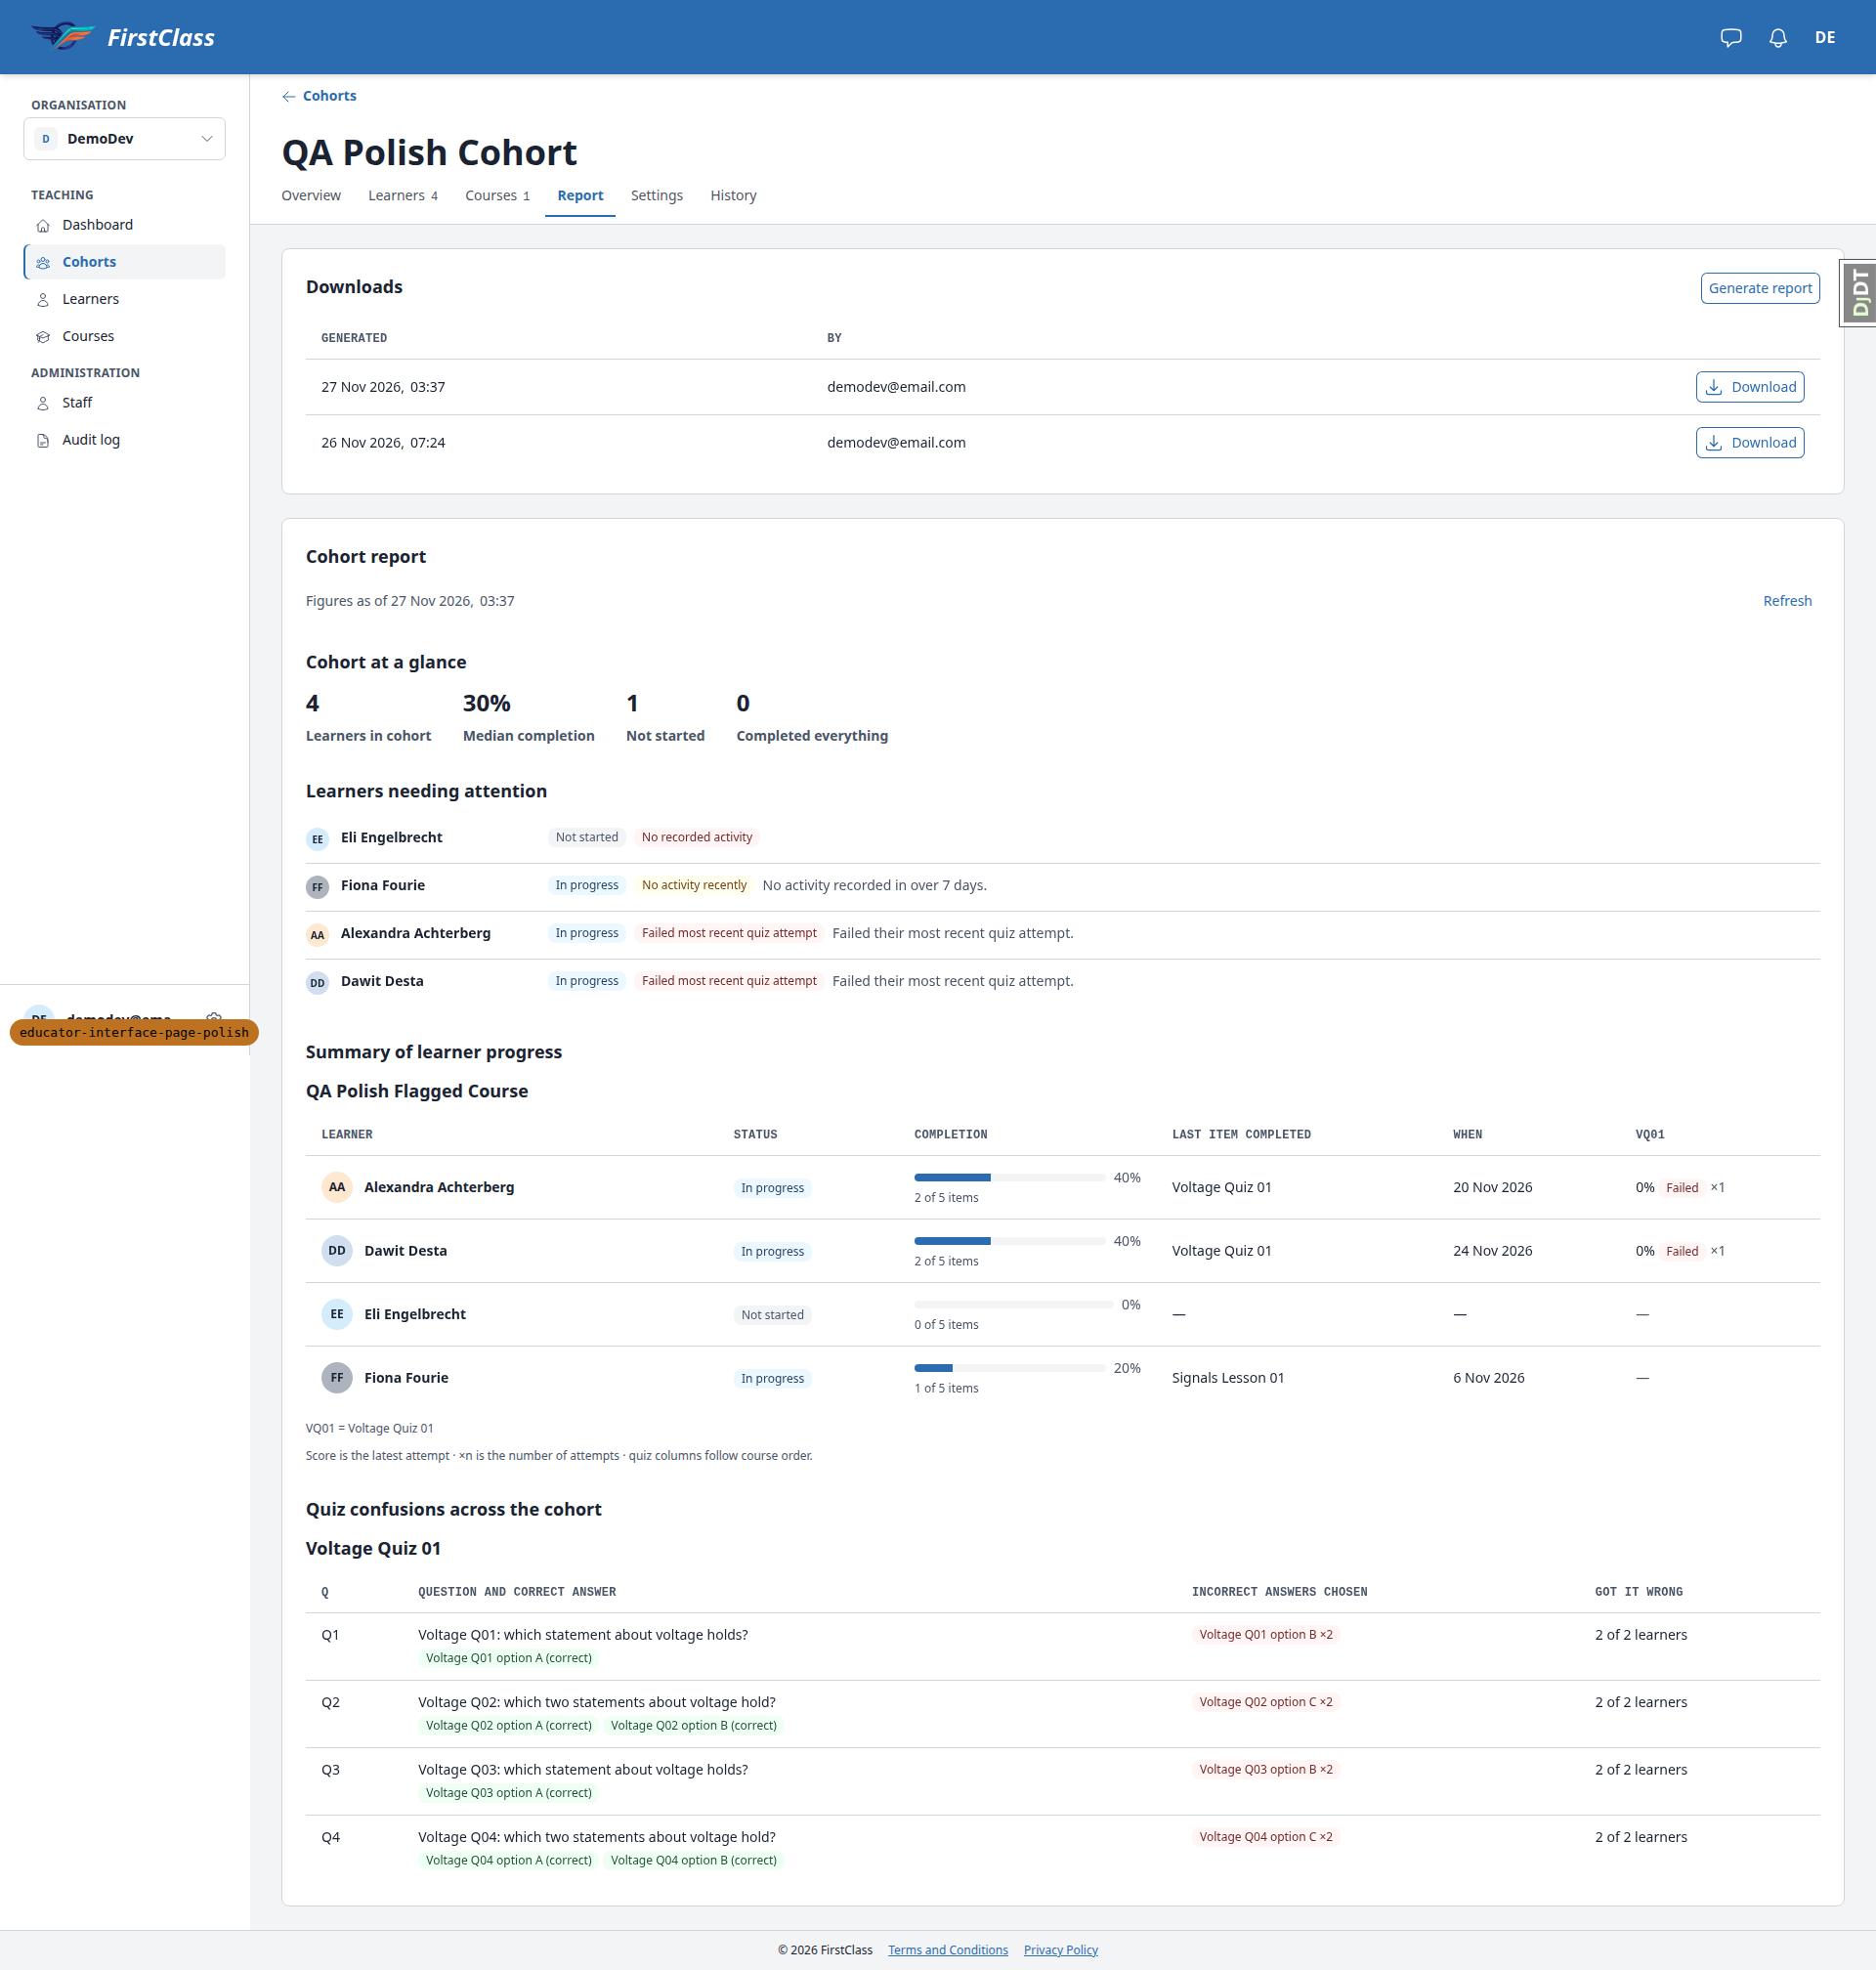 FirstClass
DE
ORGANISATION
D DemoDev
TEACHING
Dashboard
Cohorts
Learners
Courses
ADMINISTRATION
Staff
Audit log
educator-interface-page-polish
Cohorts
QA Polish Cohort
Overview Learners 4 Courses 1 Report Settings History
DJDT
Downloads Generate report
GENERATED BY
27 Nov 2026, 03:37 demodev@email.com Download
26 Nov 2026, 07:24 demodev@email.com Download
Cohort report
Figures as of 27 Nov 2026, 03:37 Refresh
Cohort at a glance
4 30% 1 0
Learners in cohort Median completion Not started Completed everything
Learners needing attention
EE Eli Engelbrecht Not started No recorded activity
FF Fiona Fourie In progress No activity recently No activity recorded in over 7 days.
AA Alexandra Achterberg In progress Failed most recent quiz attempt Failed their most recent quiz attempt.
DD Dawit Desta In progress Failed most recent quiz attempt Failed their most recent quiz attempt.
Summary of learner progress
QA Polish Flagged Course
LEARNER STATUS COMPLETION LAST ITEM COMPLETED WHEN VQ01
AA Alexandra Achterberg In progress 40% 2 of 5 items Voltage Quiz 01 20 Nov 2026 0% Failed ×1
DD Dawit Desta In progress 40% 2 of 5 items Voltage Quiz 01 24 Nov 2026 0% Failed ×1
EE Eli Engelbrecht Not started 0% 0 of 5 items — — —
FF Fiona Fourie In progress 20% 1 of 5 items Signals Lesson 01 6 Nov 2026 —
VQ01 = Voltage Quiz 01
Score is the latest attempt · ×n is the number of attempts · quiz columns follow course order.
Quiz confusions across the cohort
Voltage Quiz 01
Q QUESTION AND CORRECT ANSWER INCORRECT ANSWERS CHOSEN GOT IT WRONG
Q1 Voltage Q01: which statement about voltage holds? Voltage Q01 option B ×2 2 of 2 learners
Voltage Q01 option A (correct)
Q2 Voltage Q02: which two statements about voltage hold? Voltage Q02 option C ×2 2 of 2 learners
Voltage Q02 option A (correct) Voltage Q02 option B (correct)
Q3 Voltage Q03: which statement about voltage holds? Voltage Q03 option B ×2 2 of 2 learners
Voltage Q03 option A (correct)
Q4 Voltage Q04: which two statements about voltage hold? Voltage Q04 option C ×2 2 of 2 learners
Voltage Q04 option A (correct) Voltage Q04 option B (correct)
© 2026 FirstClass Terms and Conditions Privacy Policy